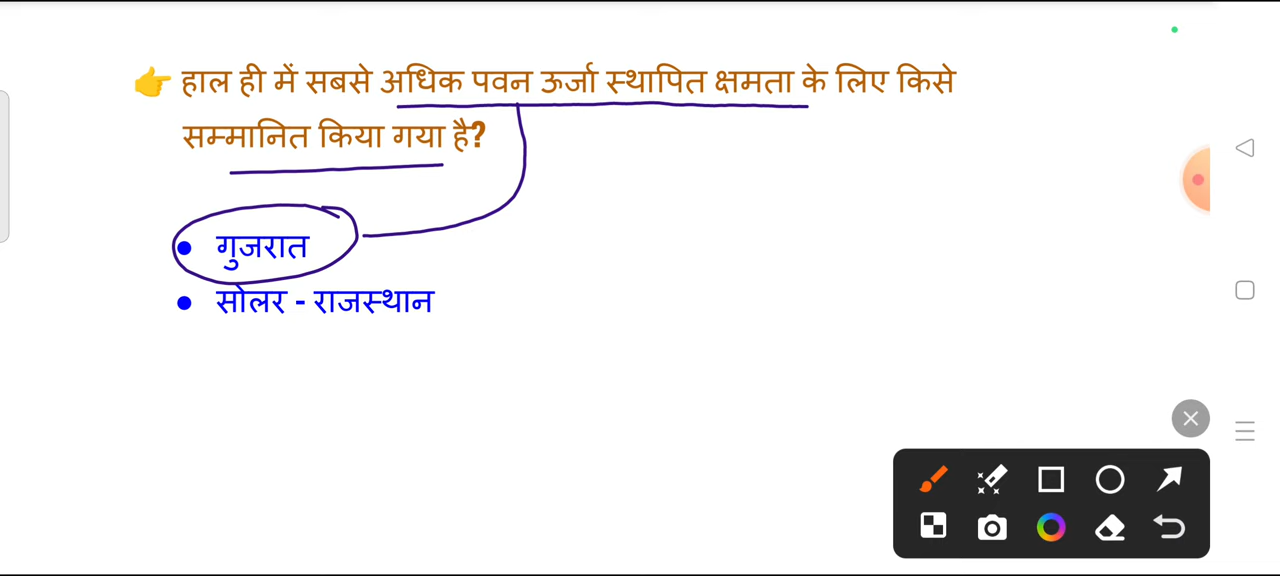 👉 हाल ही में सबसे अधिक पवन ऊर्जा स्थापित क्षमता के लिए किसे
सम्मानित किया गया है?
● गुजरात
● सोलर - राजस्थान